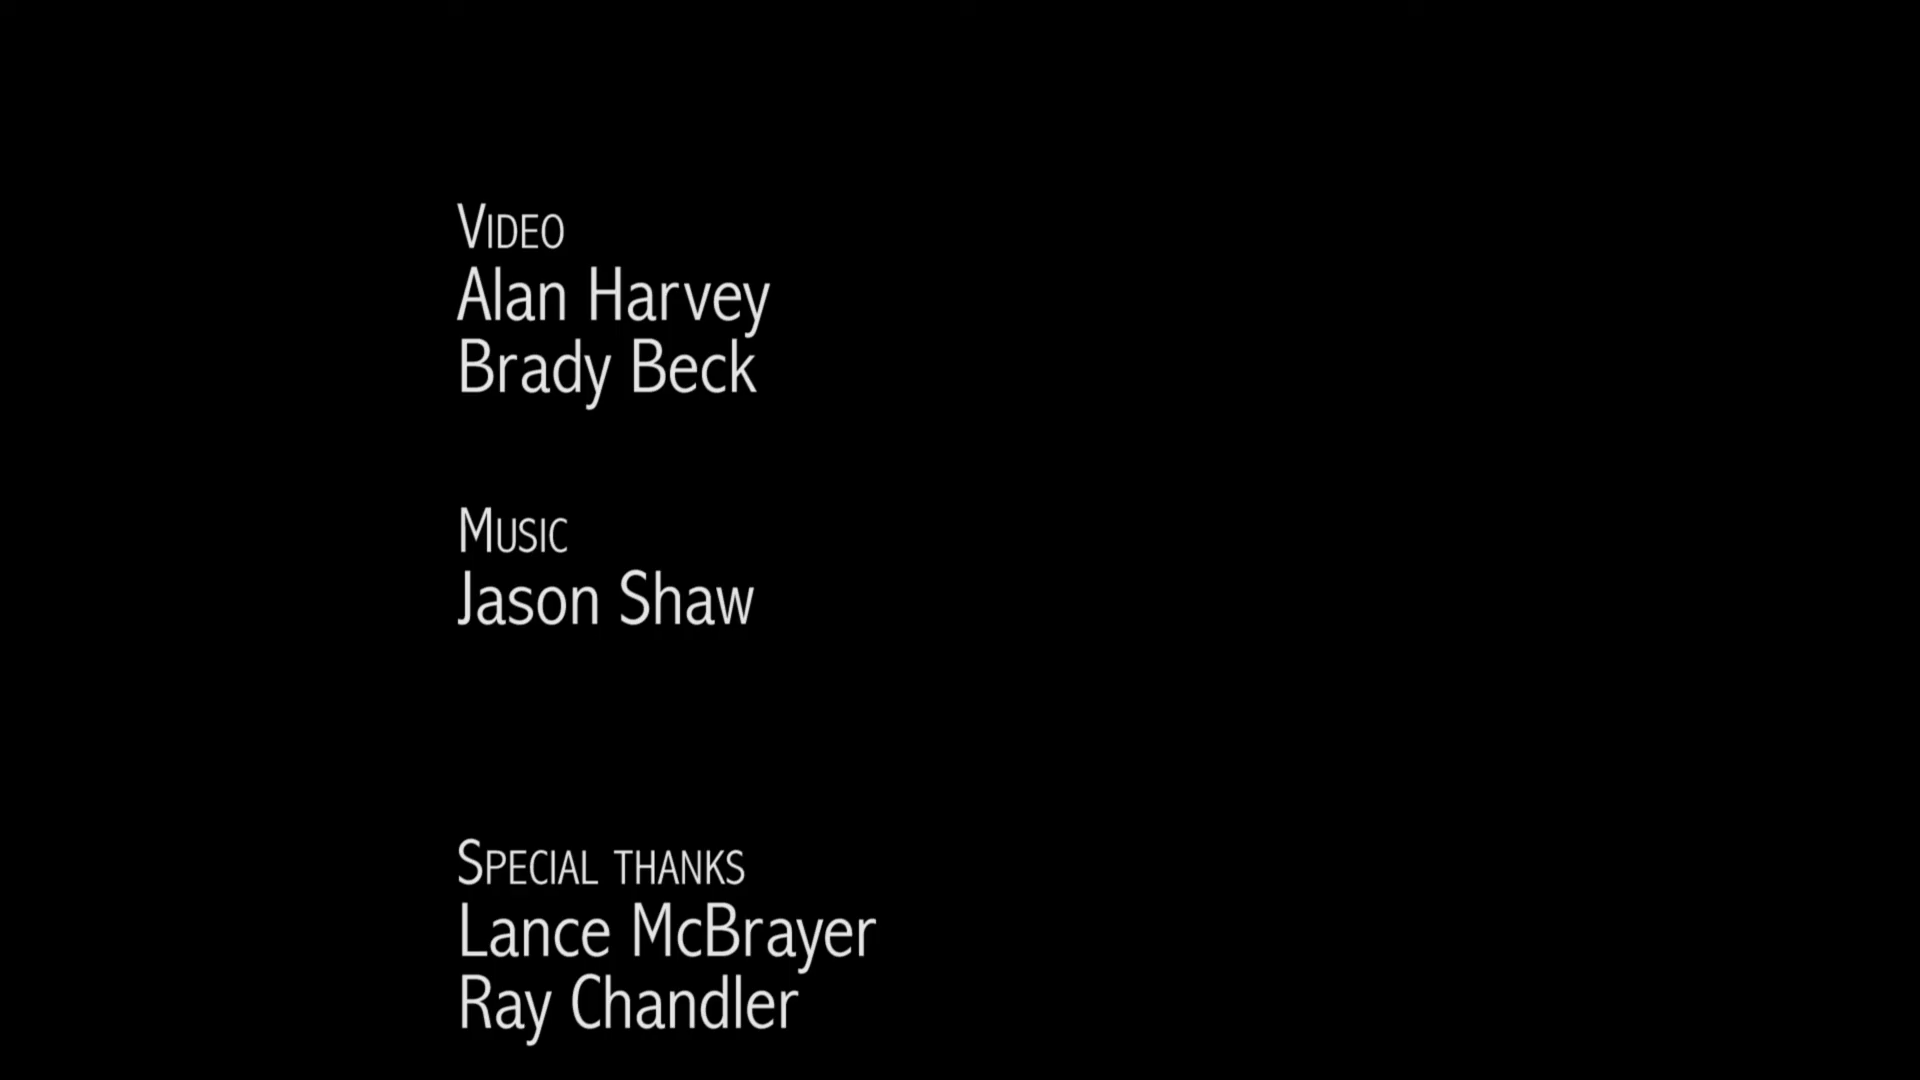 Video
Alan Harvey
Brady Beck
Music
Jason Shaw
Special thanks
Lance McBrayer
Ray Chandler